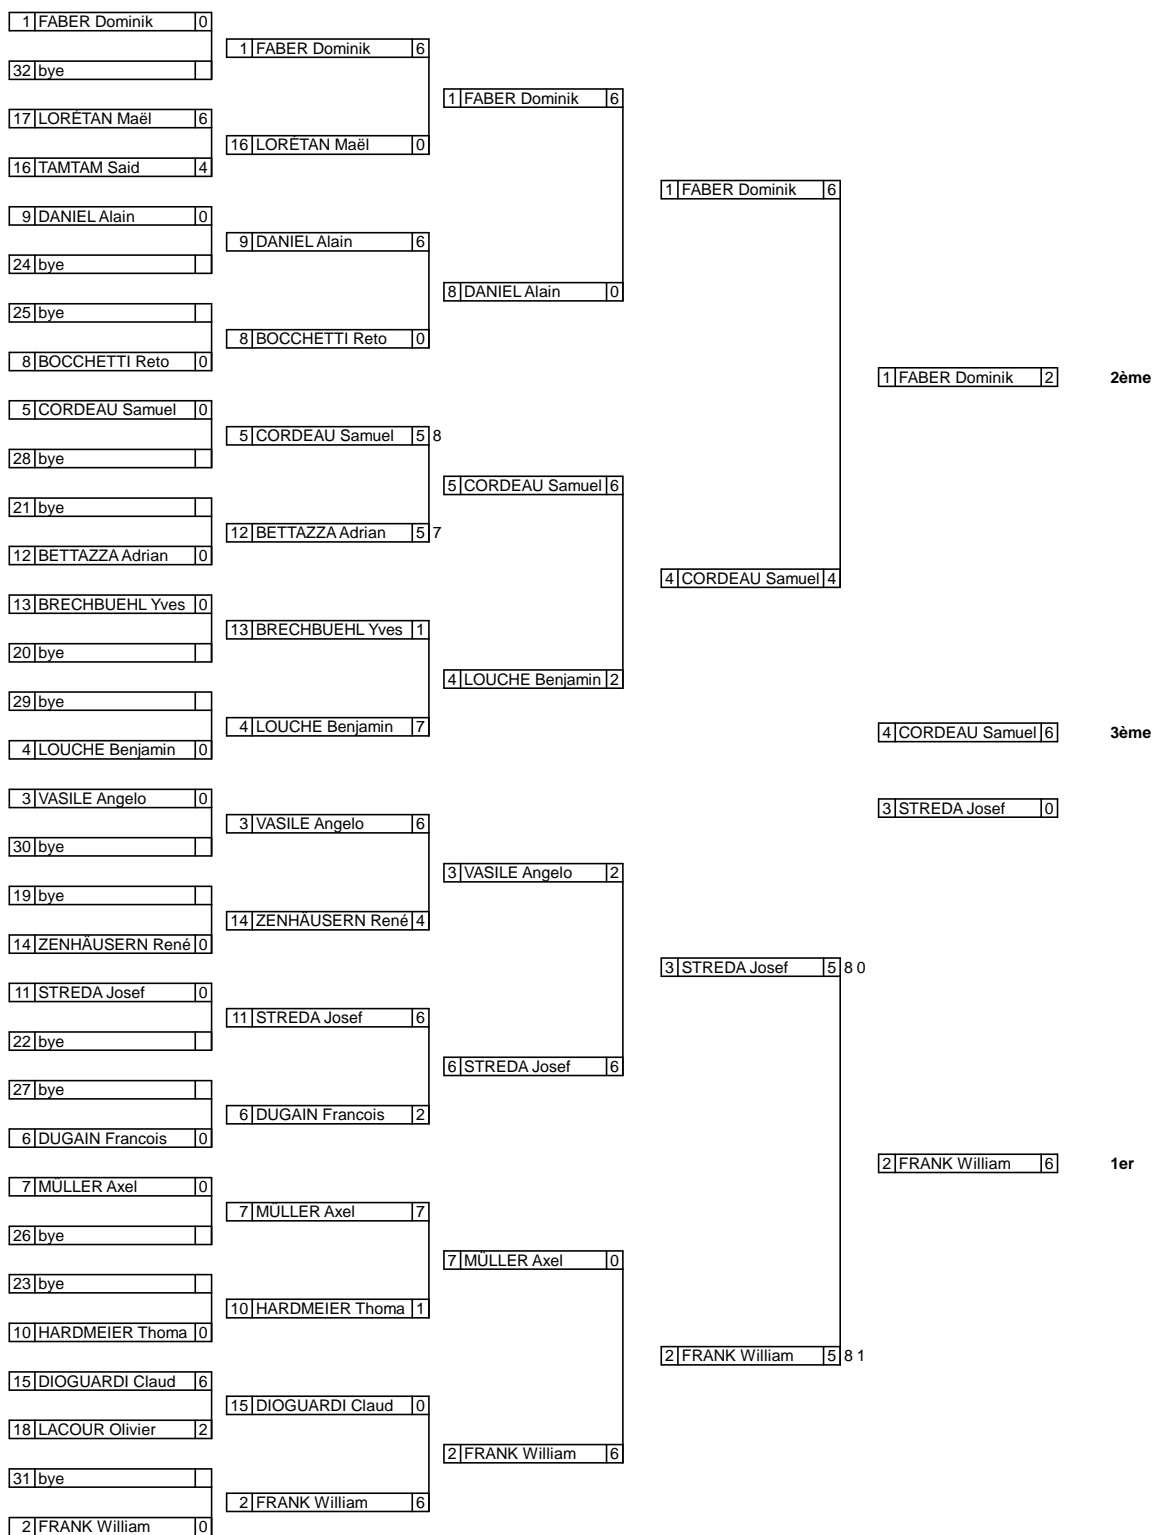 1 FABER Dominik 0
32 bye
17 LORÉTAN Maël 6
16 TAMTAM Said 4
9 DANIEL Alain 0
24 bye
25 bye
8 BOCCHETTI Reto 0
5 CORDEAU Samuel 0
28 bye
21 bye
12 BETTAZZA Adrian 0
13 BRECHBUEHL Yves 0
20 bye
29 bye
4 LOUCHE Benjamin 0
3 VASILE Angelo 0
30 bye
19 bye
14 ZENHÄUSERN René 0
11 STREDA Josef 0
22 bye
27 bye
6 DUGAIN Francois 0
7 MÜLLER Axel 0
26 bye
23 bye
10 HARDMEIER Thoma 0
15 DIOGUARDI Claud 6
18 LACOUR Olivier 2
31 bye
2 FRANK William 0
1 FABER Dominik 6
16 LORÉTAN Maël 0
9 DANIEL Alain 6
8 BOCCHETTI Reto 0
5 CORDEAU Samuel 5 8
12 BETTAZZA Adrian 5 7
13 BRECHBUEHL Yves 1
4 LOUCHE Benjamin 7
3 VASILE Angelo 6
14 ZENHÄUSERN René 4
11 STREDA Josef 6
6 DUGAIN Francois 2
7 MÜLLER Axel 7
10 HARDMEIER Thoma 1
15 DIOGUARDI Claud 0
2 FRANK William 6
1 FABER Dominik 6
8 DANIEL Alain 0
5 CORDEAU Samuel 6
4 LOUCHE Benjamin 2
3 VASILE Angelo 2
6 STREDA Josef 6
7 MÜLLER Axel 0
2 FRANK William 6
1 FABER Dominik 6
4 CORDEAU Samuel 4
3 STREDA Josef 5 8 0
2 FRANK William 5 8 1
1 FABER Dominik 2 2ème
4 CORDEAU Samuel 6 3ème
3 STREDA Josef 0
2 FRANK William 6 1er